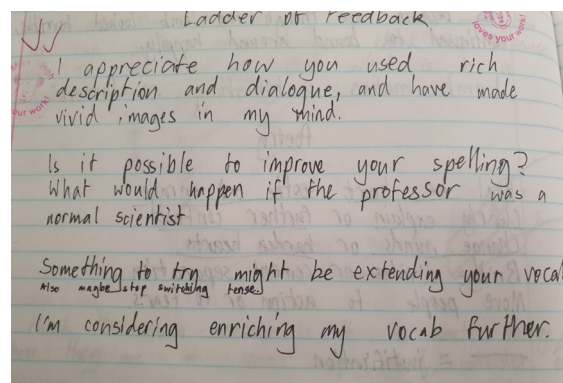 Ladder of Feedback
loves your work!
I appreciate how you used rich
description and dialogue, and have made
vivid images in my mind.
Is it possible to improve your spelling?
What would happen if the professor was a
normal scientist
Something to try might be extending your vocab
Also maybe stop switching tense.
I'm considering enriching my vocab further.